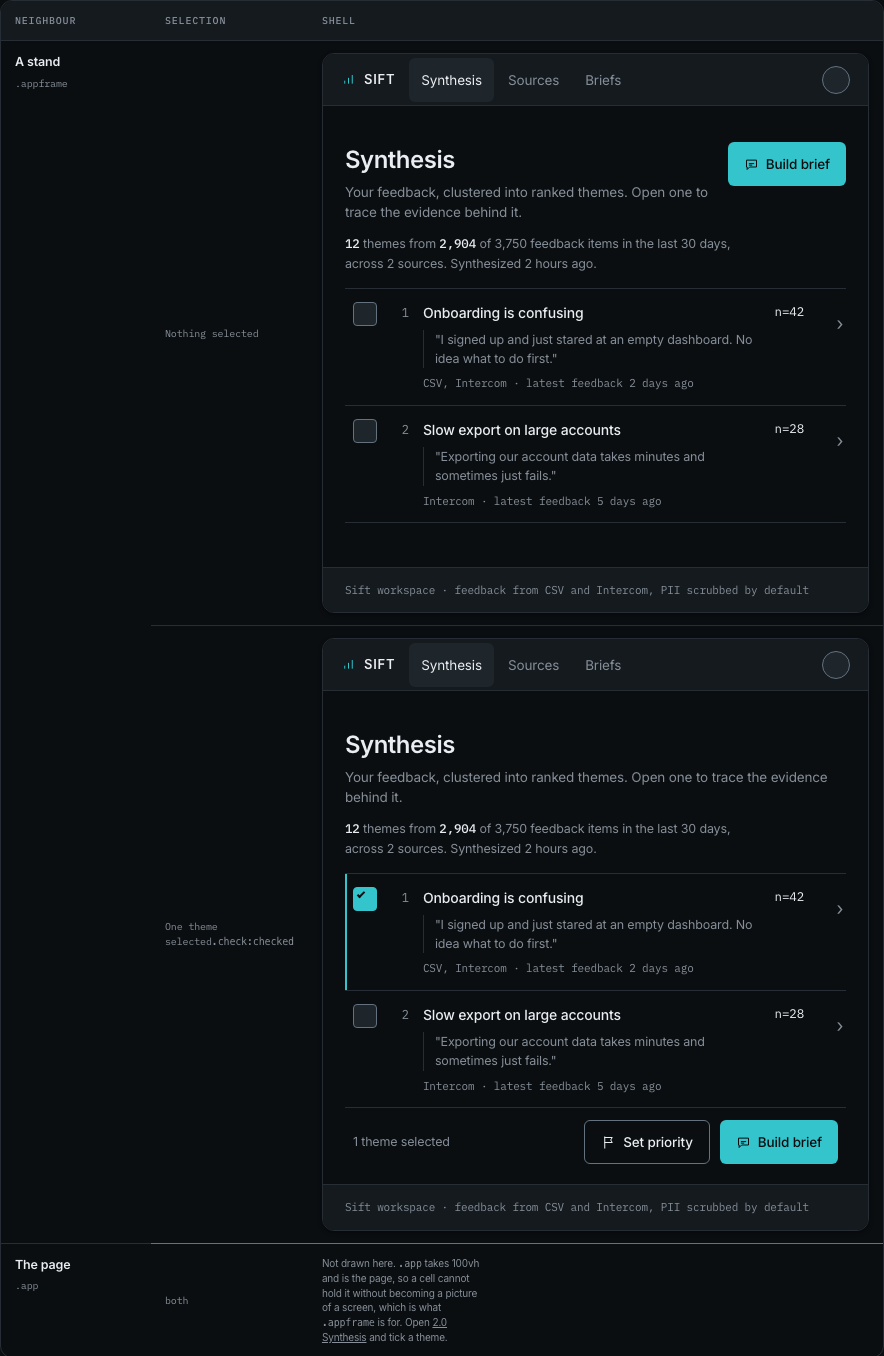 NEIGHBOUR SELECTION SHELL
A stand
.appframe
Nothing selected
SIFT Synthesis Sources Briefs
Synthesis
Build brief
Your feedback, clustered into ranked themes. Open one to
trace the evidence behind it.
12 themes from 2,904 of 3,750 feedback items in the last 30 days,
across 2 sources. Synthesized 2 hours ago.
1 Onboarding is confusing n=42
"I signed up and just stared at an empty dashboard. No
idea what to do first."
CSV, Intercom · latest feedback 2 days ago
2 Slow export on large accounts n=28
"Exporting our account data takes minutes and
sometimes just fails."
Intercom · latest feedback 5 days ago
Sift workspace · feedback from CSV and Intercom, PII scrubbed by default
One theme
selected.check:checked
SIFT Synthesis Sources Briefs
Synthesis
Your feedback, clustered into ranked themes. Open one to trace the evidence
behind it.
12 themes from 2,904 of 3,750 feedback items in the last 30 days,
across 2 sources. Synthesized 2 hours ago.
1 Onboarding is confusing n=42
"I signed up and just stared at an empty dashboard. No
idea what to do first."
CSV, Intercom · latest feedback 2 days ago
2 Slow export on large accounts n=28
"Exporting our account data takes minutes and
sometimes just fails."
Intercom · latest feedback 5 days ago
1 theme selected Set priority Build brief
Sift workspace · feedback from CSV and Intercom, PII scrubbed by default
The page
.app
both
Not drawn here. .app takes 100vh
and is the page, so a cell cannot
hold it without becoming a picture
of a screen, which is what
.appframe is for. Open 2.0
Synthesis and tick a theme.